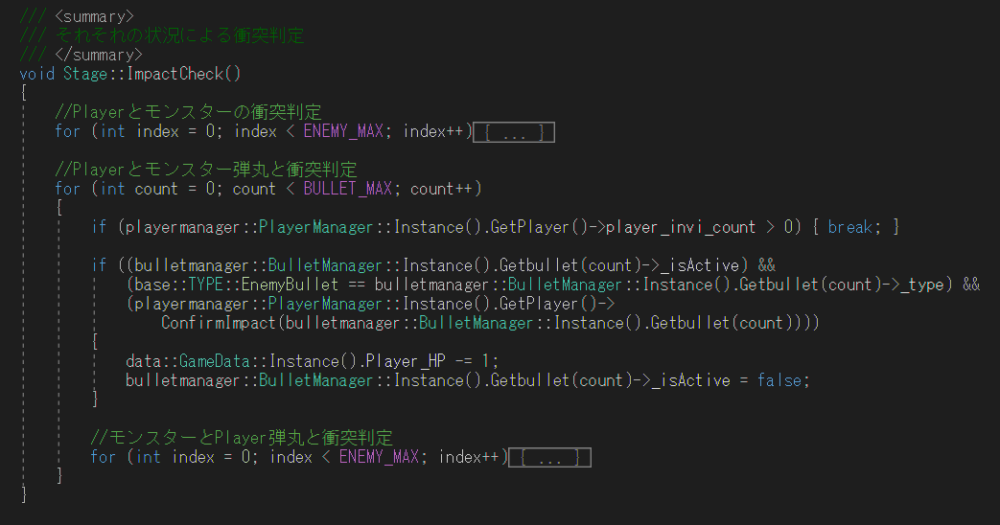 /// <summary>
/// それそれの状況による衝突判定
/// </summary>
void Stage::ImpactCheck()
{
//Playerとモンスターの衝突判定
for (int index = 0; index < ENEMY_MAX; index++){ ... }
//Playerとモンスター弾丸と衝突判定
for (int count = 0; count < BULLET_MAX; count++)
{
if (playermanager::PlayerManager::Instance().GetPlayer()->player_invi_count > 0) { break; }
if ((bulletmanager::BulletManager::Instance().Getbullet(count)->_isActive) &&
(base::TYPE::EnemyBullet == bulletmanager::BulletManager::Instance().Getbullet(count)->_type) &&
(playermanager::PlayerManager::Instance().GetPlayer()->
ConfirmImpact(bulletmanager::BulletManager::Instance().Getbullet(count))))
{
data::GameData::Instance().Player_HP -= 1;
bulletmanager::BulletManager::Instance().Getbullet(count)->_isActive = false;
}
//モンスターとPlayer弾丸と衝突判定
for (int index = 0; index < ENEMY_MAX; index++){ ... }
}
}